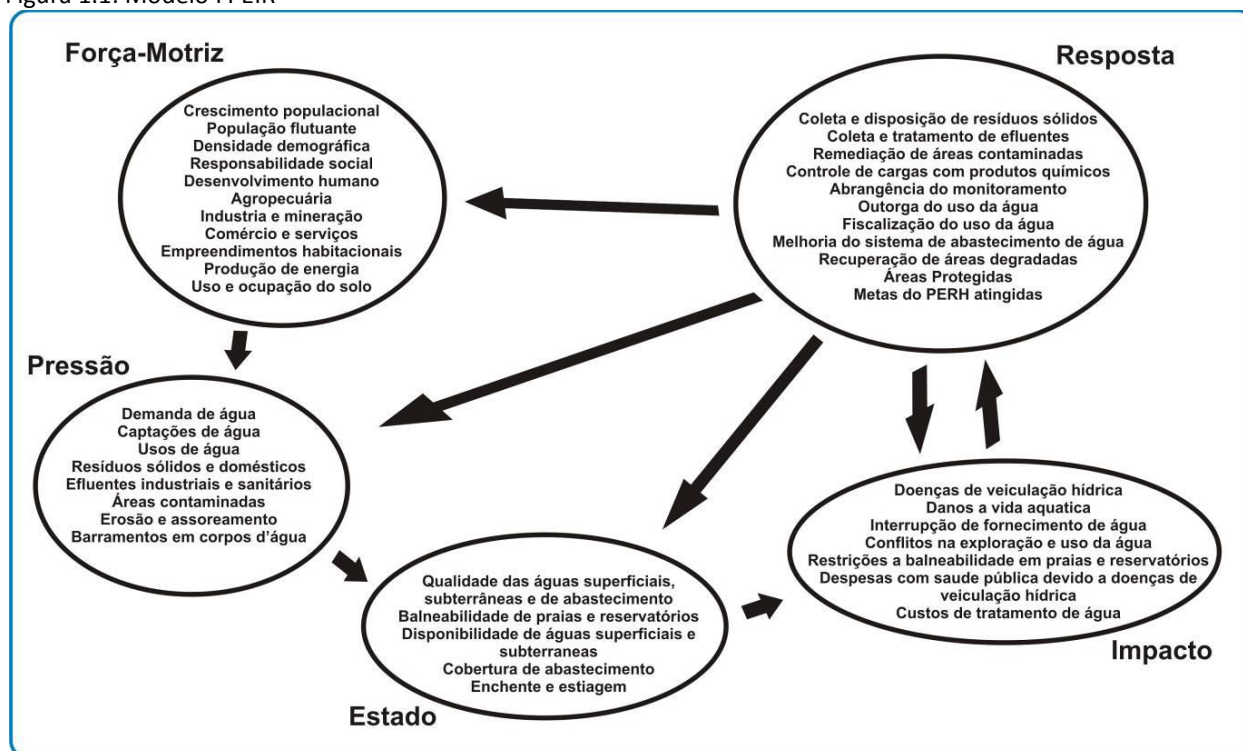 Força-Motriz
Crescimento populacional
População flutuante
Densidade demográfica
Responsabilidade social
Desenvolvimento humano
Agropecuária
Industria e mineração
Comércio e serviços
Empreendimentos habitacionais
Produção de energia
Uso e ocupação do solo
Resposta
Coleta e disposição de resíduos sólidos
Coleta e tratamento de efluentes
Remediação de áreas contaminadas
Controle de cargas com produtos químicos
Abrangência do monitoramento
Outorga do uso da água
Fiscalização do uso da água
Melhoria do sistema de abastecimento de água
Recuperação de áreas degradadas
Áreas Protegidas
Metas do PERH atingidas
Pressão
Demanda de água
Captações de água
Usos de água
Resíduos sólidos e domésticos
Efluentes industriais e sanitários
Áreas contaminadas
Erosão e assoreamento
Barramentos em corpos d'água
Qualidade das águas superficiais,
subterrâneas e de abastecimento
Balneabilidade de praias e reservatórios
Disponibilidade de águas superficiais e
subterraneas
Cobertura de abastecimento
Enchente e estiagem
Estado
Doenças de veiculação hídrica
Danos a vida aquatica
Interrupção de fornecimento de água
Conflitos na exploração e uso da água
Restrições a balneabilidade em praias e reservatórios
Despesas com saude pública devido a doenças de
veiculação hídrica
Custos de tratamento de água
Impacto